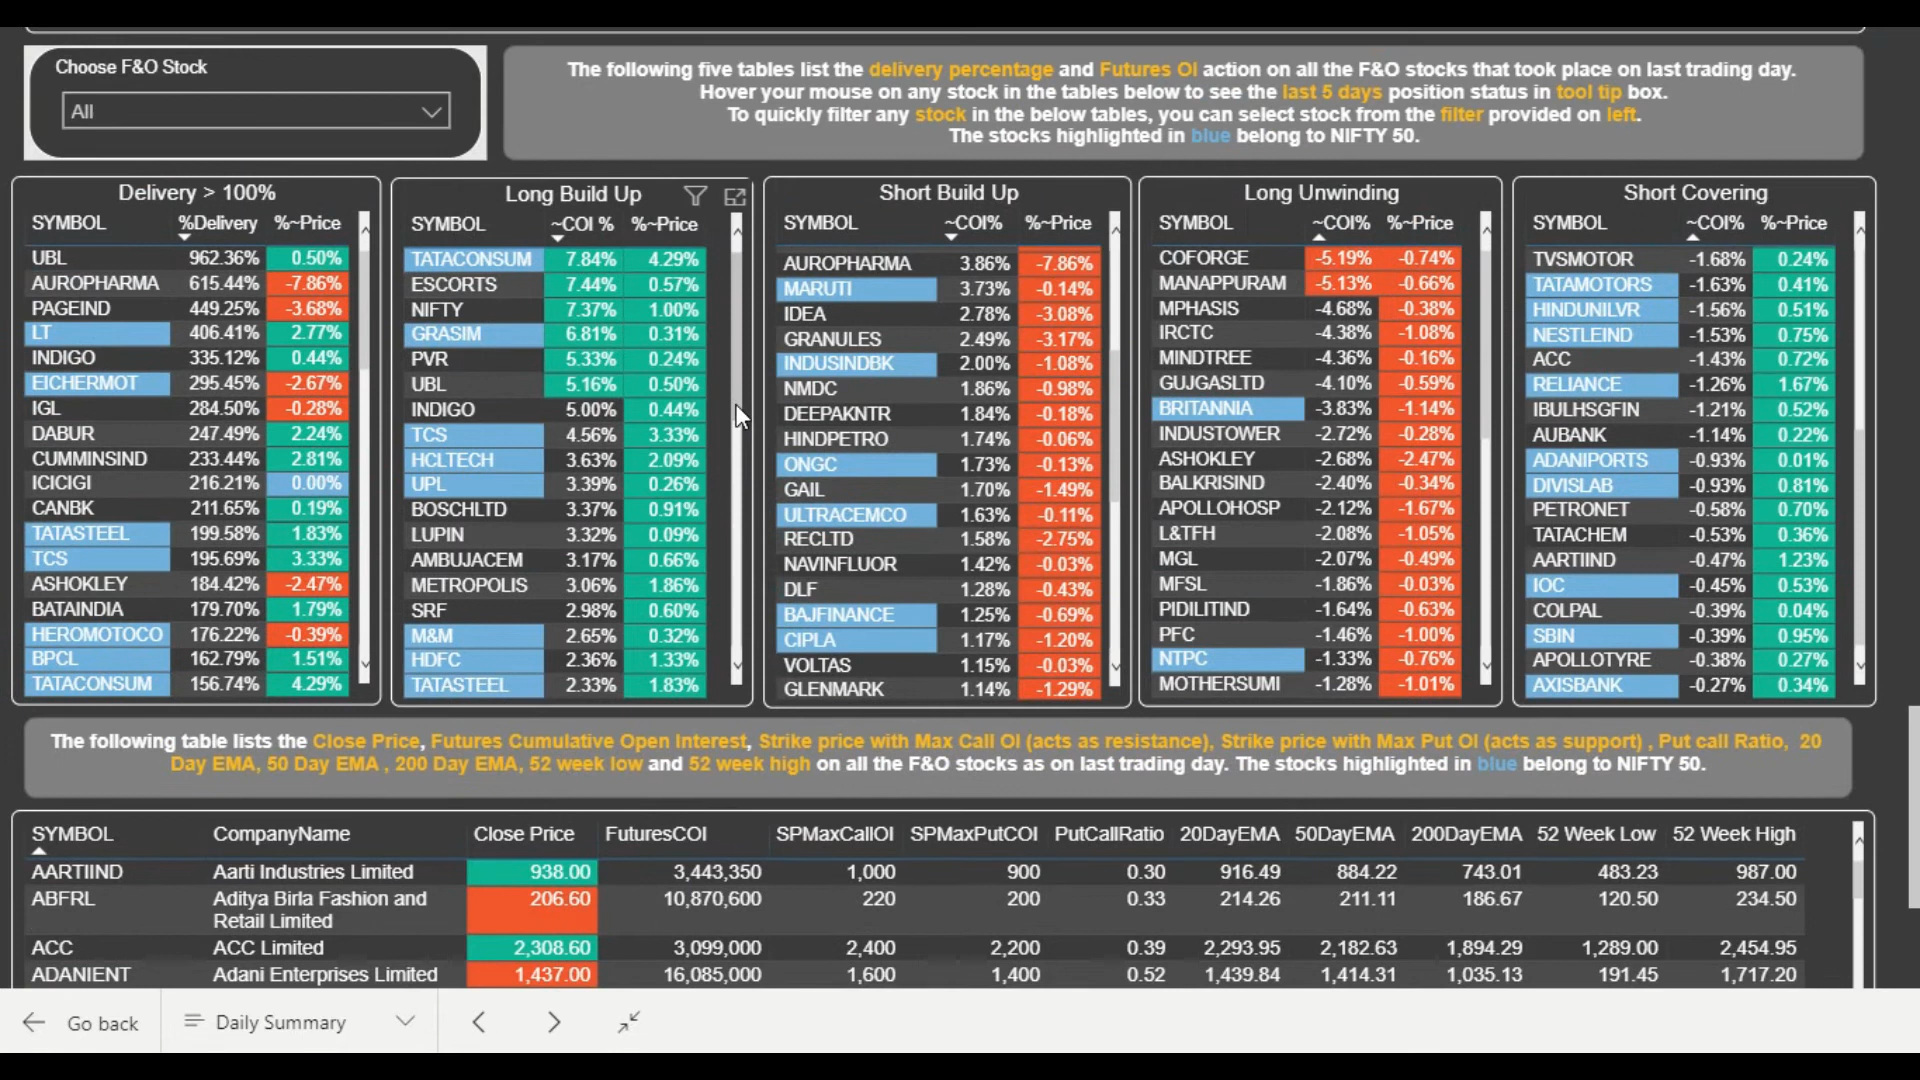 Choose F&O Stock
All
The following five tables list the delivery percentage and Futures OI action on all the F&O stocks that took place on last trading day.
Hover your mouse on any stock in the tables below to see the last 5 days position status in tool tip box.
To quickly filter any stock in the below tables, you can select stock from the filter provided on left.
The stocks highlighted in blue belong to NIFTY 50.
Delivery > 100%
SYMBOL %Delivery %~Price
UBL 962.36% 0.50%
AUROPHARMA 615.44% -7.86%
PAGEIND 449.25% -3.68%
LT 406.41% 2.77%
INDIGO 335.12% 0.44%
EICHERMOT 295.45% -2.67%
IGL 284.50% -0.28%
DABUR 247.49% 2.24%
CUMMINSIND 233.44% 2.81%
ICICIGI 216.21% 0.00%
CANBK 211.65% 0.19%
TATASTEEL 199.58% 1.83%
TCS 195.69% 3.33%
ASHOKLEY 184.42% -2.47%
BATAINDIA 179.70% 1.79%
HEROMOTOCO 176.22% -0.39%
BPCL 162.79% 1.51%
TATACONSUM 156.74% 4.29%
Long Build Up
SYMBOL ~COI % %~Price
TATACONSUM 7.84% 4.29%
ESCORTS 7.44% 0.57%
NIFTY 7.37% 1.00%
GRASIM 6.81% 0.31%
PVR 5.33% 0.24%
UBL 5.16% 0.50%
INDIGO 5.00% 0.44%
TCS 4.56% 3.33%
HCLTECH 3.63% 2.09%
UPL 3.39% 0.26%
BOSCHLTD 3.37% 0.91%
LUPIN 3.32% 0.09%
AMBUJACEM 3.17% 0.66%
METROPOLIS 3.06% 1.86%
SRF 2.98% 0.60%
M&M 2.65% 0.32%
HDFC 2.36% 1.33%
TATASTEEL 2.33% 1.83%
Short Build Up
SYMBOL ~COI% %~Price
AUROPHARMA 3.86% -7.86%
MARUTI 3.73% -0.14%
IDEA 2.78% -3.08%
GRANULES 2.49% -3.17%
INDUSINDBK 2.00% -1.08%
NMDC 1.86% -0.98%
DEEPAKNTR 1.84% -0.18%
HINDPETRO 1.74% -0.06%
ONGC 1.73% -0.13%
GAIL 1.70% -1.49%
ULTRACEMCO 1.63% -0.11%
RECLTD 1.58% -2.75%
NAVINFLUOR 1.42% -0.03%
DLF 1.28% -0.43%
BAJFINANCE 1.25% -0.69%
CIPLA 1.17% -1.20%
VOLTAS 1.15% -0.03%
GLENMARK 1.14% -1.29%
Long Unwinding
SYMBOL ~COI% %~Price
COFORGE -5.19% -0.74%
MANAPPURAM -5.13% -0.66%
MPHASIS -4.68% -0.38%
IRCTC -4.38% -1.08%
MINDTREE -4.36% -0.16%
GUJGASLTD -4.10% -0.59%
BRITANNIA -3.83% -1.14%
INDUSTOWER -2.72% -0.28%
ASHOKLEY -2.68% -2.47%
BALKRISIND -2.40% -0.34%
APOLLOHOSP -2.12% -1.67%
L&TFH -2.08% -1.05%
MGL -2.07% -0.49%
MFSL -1.86% -0.03%
PIDILITIND -1.64% -0.63%
PFC -1.46% -1.00%
NTPC -1.33% -0.76%
MOTHERSUMI -1.28% -1.01%
Short Covering
SYMBOL ~COI% %~Price
TVSMOTOR -1.68% 0.24%
TATAMOTORS -1.63% 0.41%
HINDUNILVR -1.56% 0.51%
NESTLEIND -1.53% 0.75%
ACC -1.43% 0.72%
RELIANCE -1.26% 1.67%
IBULHSGFIN -1.21% 0.52%
AUBANK -1.14% 0.22%
ADANIPORTS -0.93% 0.01%
DIVISLAB -0.93% 0.81%
PETRONET -0.58% 0.70%
TATACHEM -0.53% 0.36%
AARTIIND -0.47% 1.23%
IOC -0.45% 0.53%
COLPAL -0.39% 0.04%
SBIN -0.39% 0.95%
APOLLOTYRE -0.38% 0.27%
AXISBANK -0.27% 0.34%
The following table lists the Close Price, Futures Cumulative Open Interest, Strike price with Max Call OI (acts as resistance), Strike price with Max Put OI (acts as support) , Put call Ratio, 20
Day EMA, 50 Day EMA , 200 Day EMA, 52 week low and 52 week high on all the F&O stocks as on last trading day. The stocks highlighted in blue belong to NIFTY 50.
SYMBOL CompanyName Close Price FuturesCOI SPMaxCallOI SPMaxPutCOI PutCallRatio 20DayEMA 50DayEMA 200DayEMA 52 Week Low 52 Week High
AARTIIND Aarti Industries Limited 938.00 3,443,350 1,000 900 0.30 916.49 884.22 743.01 483.23 987.00
ABFRL Aditya Birla Fashion and 206.60 10,870,600 220 200 0.33 214.26 211.11 186.67 120.50 234.50
Retail Limited
ACC ACC Limited 2,308.60 3,099,000 2,400 2,200 0.39 2,293.95 2,182.63 1,894.29 1,289.00 2,454.95
ADANIENT Adani Enterprises Limited 1,437.00 16,085,000 1,600 1,400 0.52 1,439.84 1,414.31 1,035.13 191.45 1,717.20
Go back Daily Summary